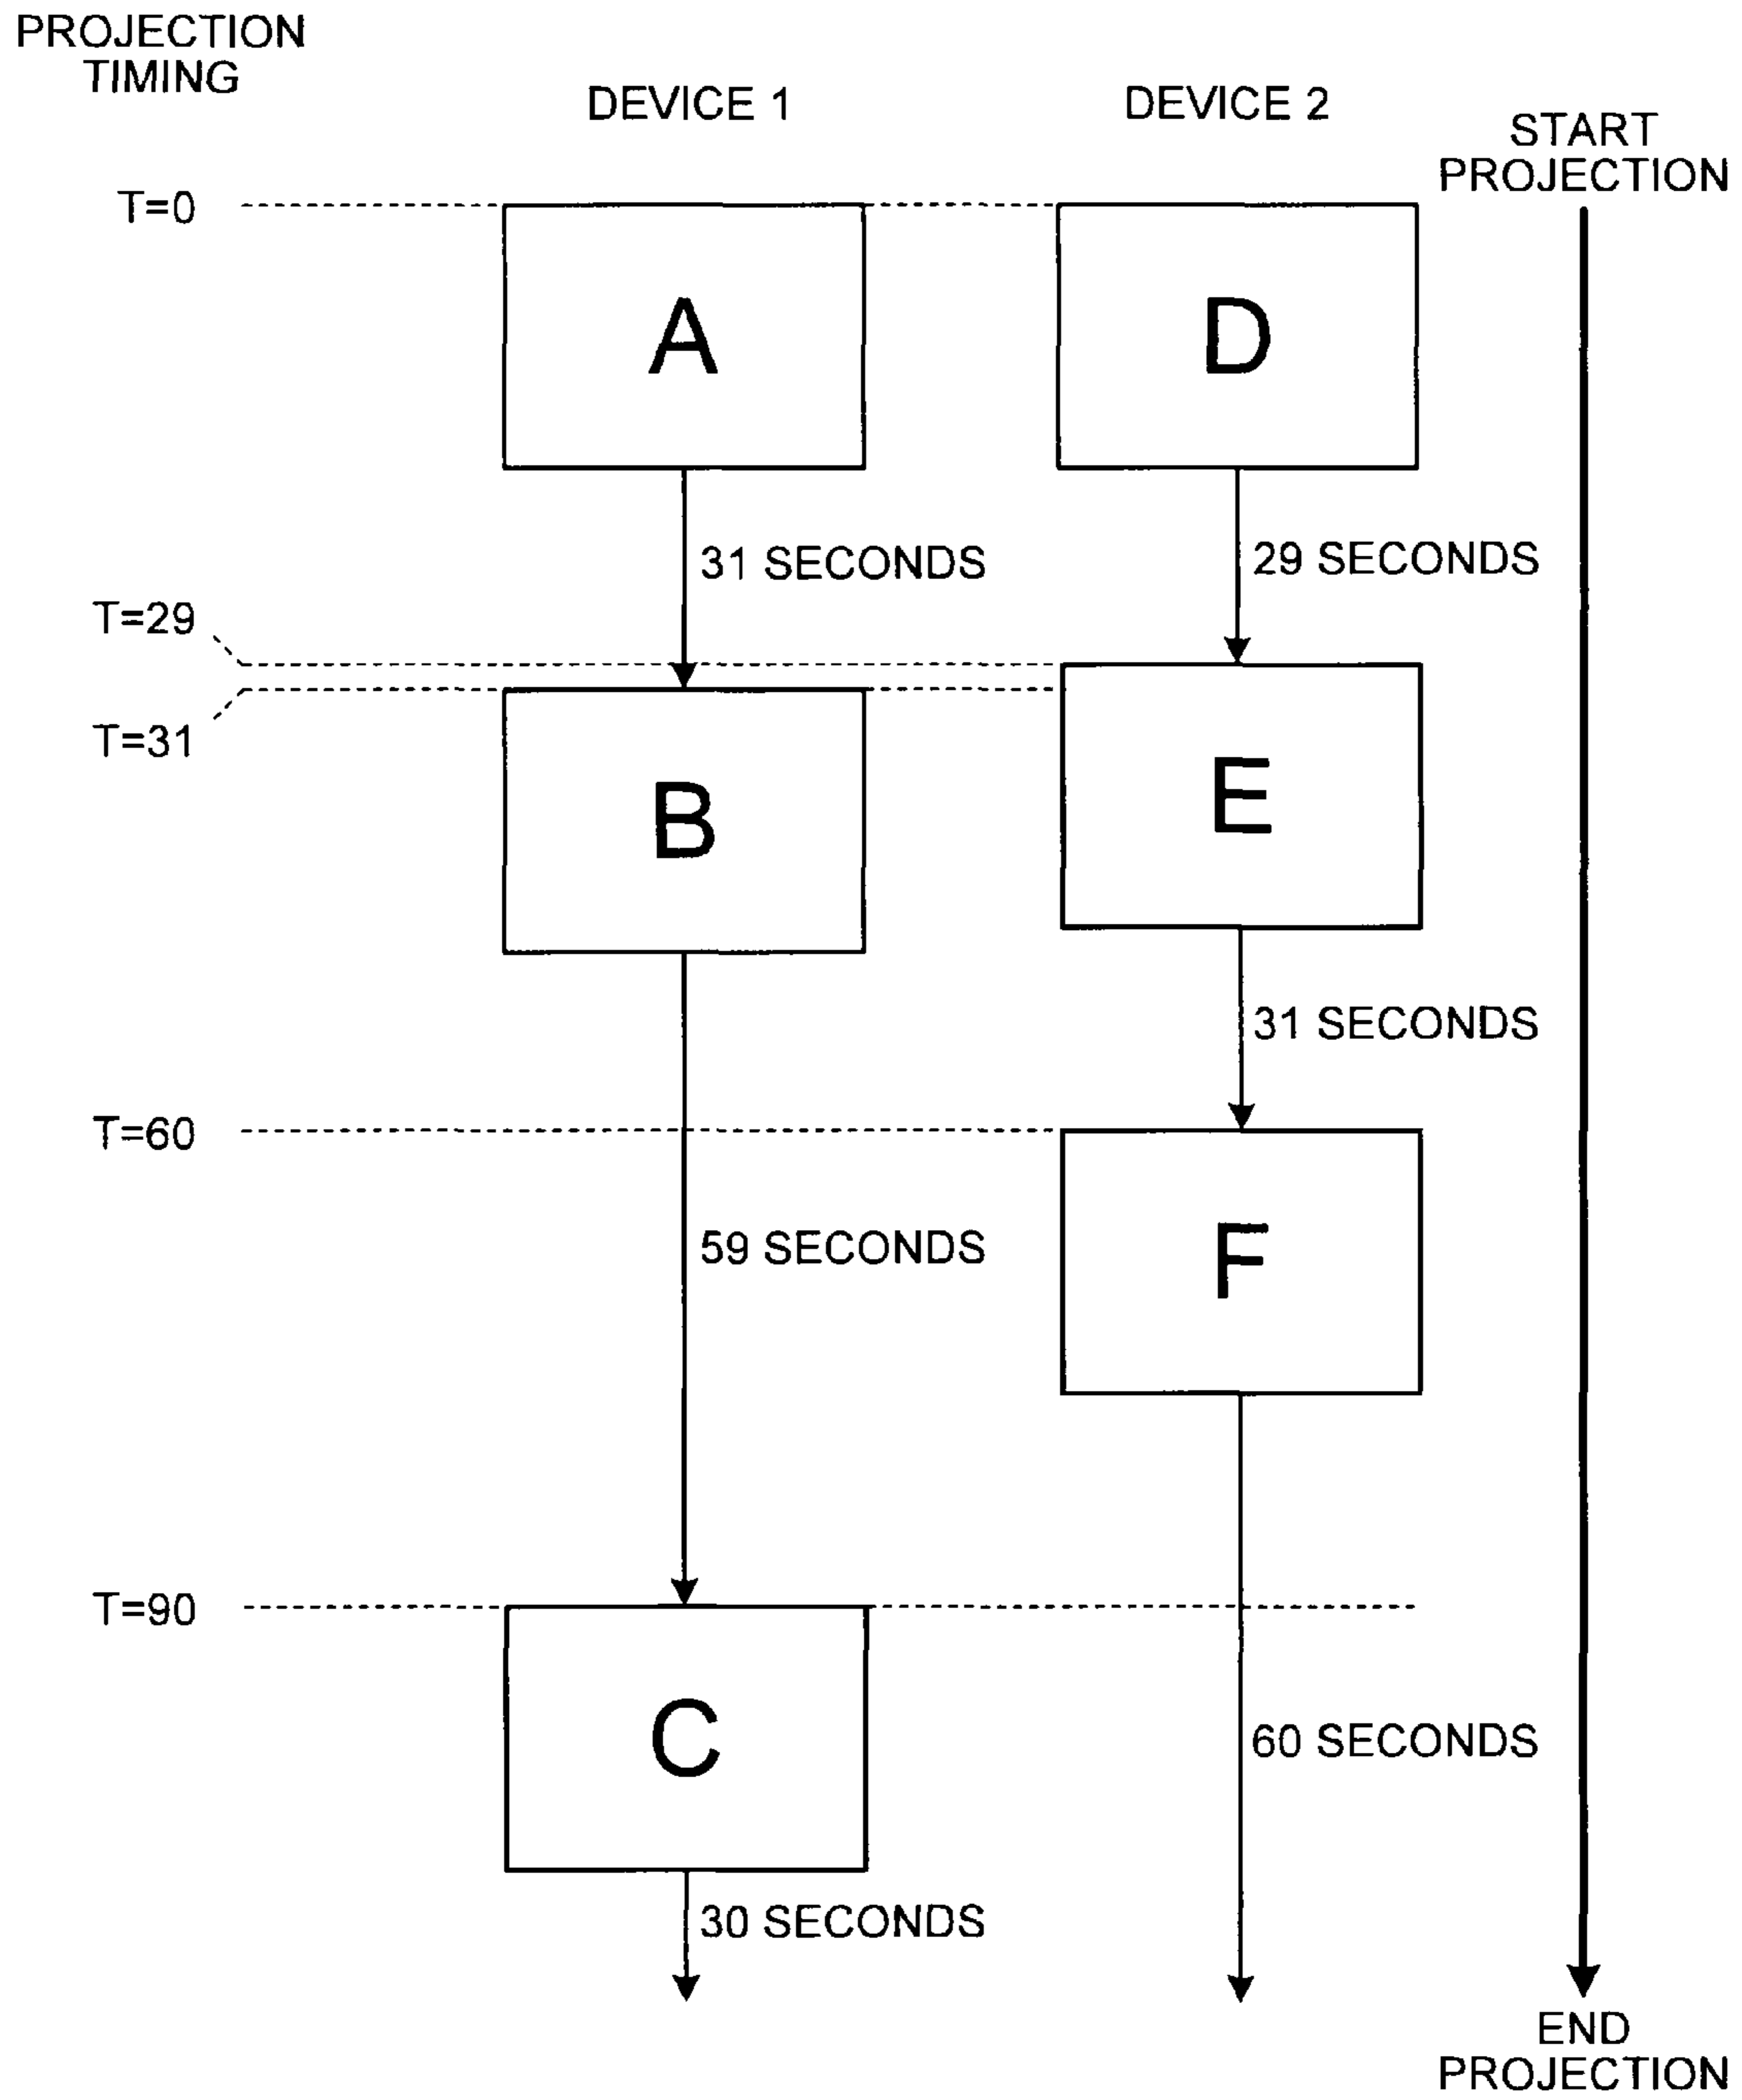 PROJECTION
TIMING
DEVICE 1
DEVICE 2
START
PROJECTION
T=0
A
D
31 SECONDS
29 SECONDS
T=29
T=31
B
E
31 SECONDS
T=60
59 SECONDS
F
T=90
C
60 SECONDS
30 SECONDS
END
PROJECTION